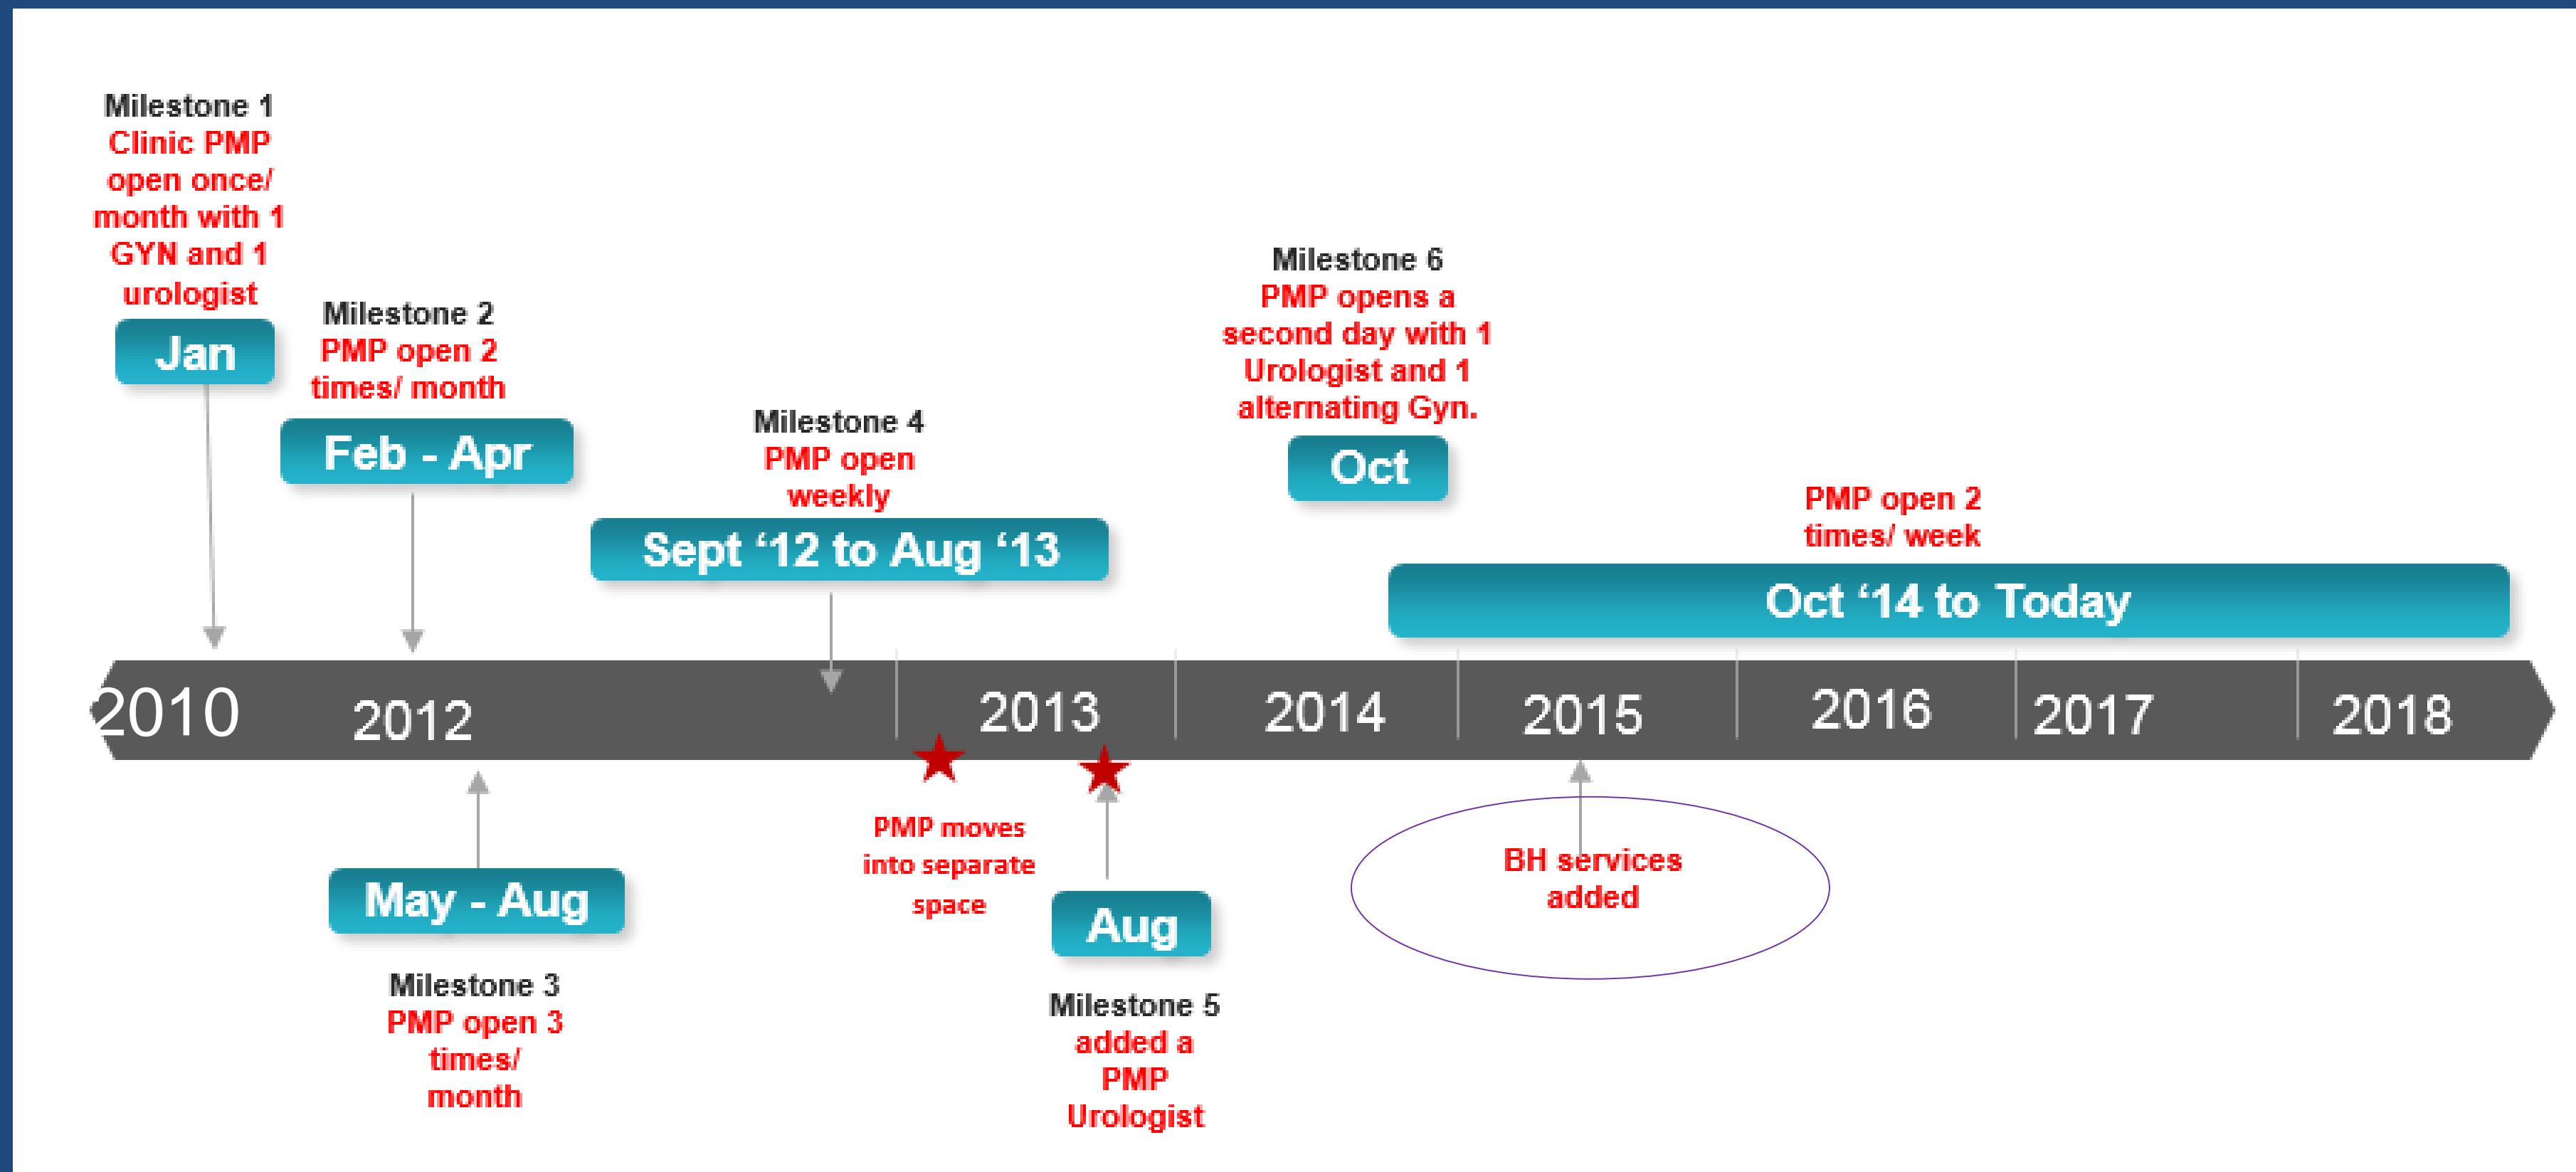 Milestone 1
Clinic PMP
open once/
month with 1
GYN and 1
urologist
Jan
Milestone 2
PMP open 2
times/ month
Feb - Apr
Milestone 4
PMP open
weekly
Sept ‘12 to Aug ‘13
Milestone 6
PMP opens a
second day with 1
Urologist and 1
alternating Gyn.
Oct
PMP open 2
times/ week
Oct ‘14 to Today
2010 2012 2013 2014 2015 2016 2017 2018
May - Aug
Milestone 3
PMP open 3
times/
month
PMP moves
into separate
space
Aug
Milestone 5
added a
PMP
Urologist
BH services
added